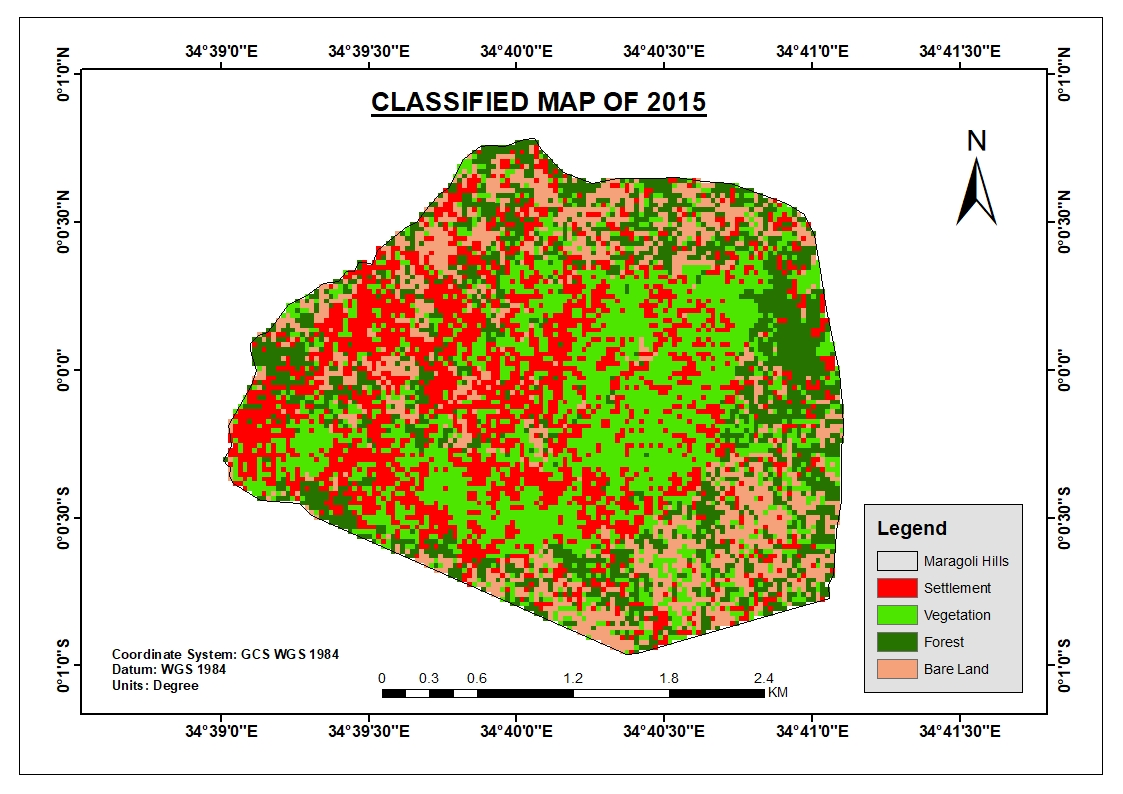 34°39'0"E 34°39'30"E 34°40'0"E 34°40'30"E 34°41'0"E 34°41'30"E
CLASSIFIED MAP OF 2015
N
0°1'0"N
0°0'30"N
0°0'0"
0°0'30"S
0°1'0"S
0°1'0"N
0°0'30"N
0°0'0"
0°0'30"S
0°1'0"S
Legend
Maragoli Hills
Settlement
Vegetation
Forest
Bare Land
Coordinate System: GCS WGS 1984
Datum: WGS 1984
Units: Degree
0 0.3 0.6 1.2 1.8 2.4
KM
34°39'0"E 34°39'30"E 34°40'0"E 34°40'30"E 34°41'0"E 34°41'30"E